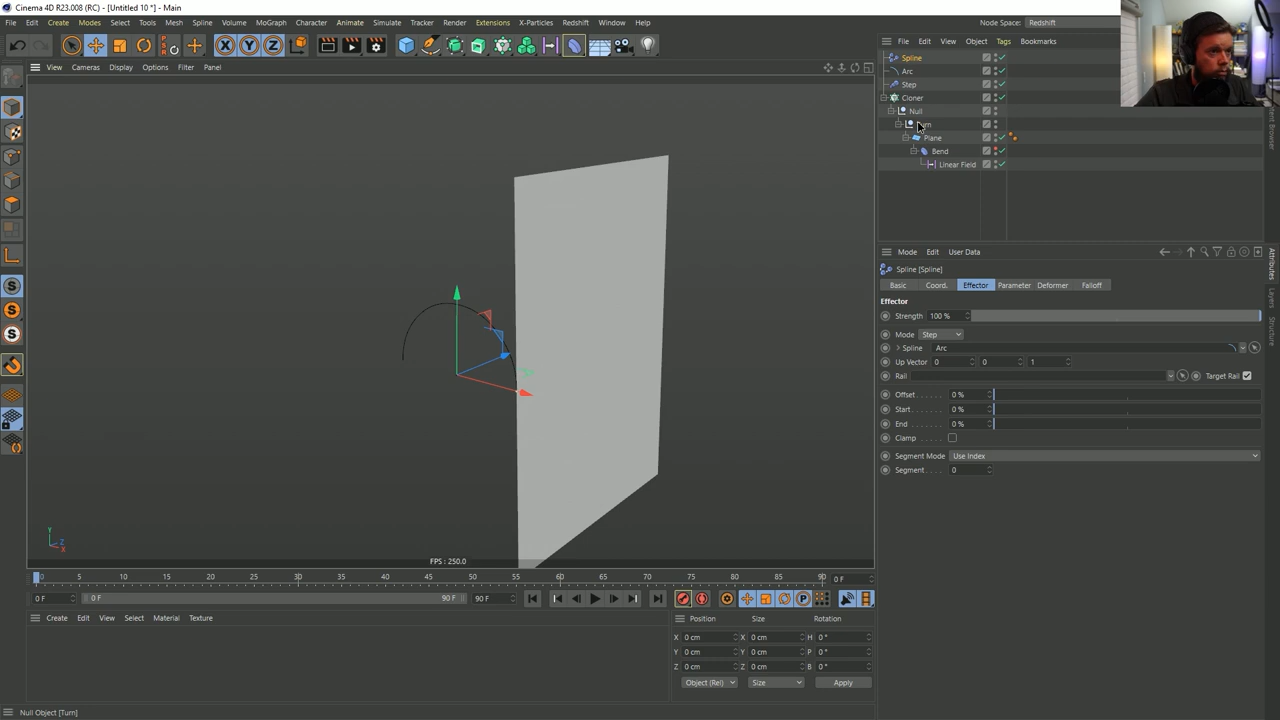 Cinema 4D R23.008 (RC) - [Untitled 10 *] - Main
File Edit Create Modes Select Tools Mesh Spline Volume MoGraph Character Animate Simulate Tracker Render Extensions X-Particles Redshift Window Help Node Space: Redshift
X Y Z
View Cameras Display Options Filter Panel
File Edit View Object Tags Bookmarks
Spline
Arc
Step
Cloner
Null
Plane
Bend
Linear Field
Mode Edit User Data
Spline [Spline]
Basic Coord. Effector Parameter Deformer Falloff
Effector
Strength 100 %
Mode Step
Spline Arc
Up Vector 0 0 1
Rail Target Rail
Offset 0 %
Start 0 %
End 0 %
Clamp
Segment Mode Use Index
Segment 0
Attributes
Layers
Structure
S
S
S
Y
Z
X
FPS : 250.0
0 5 10 15 20 25 30 35 40 45 50 55 60 65 70 75 80 85 90 0 F
0 F 0 F 90 F 90 F
P
Create Edit View Select Material Texture
Position Size Rotation
X 0 cm X 0 cm H 0 °
Y 0 cm Y 0 cm P 0 °
Z 0 cm Z 0 cm B 0 °
Object (Rel) Size Apply
Null Object [Turn]